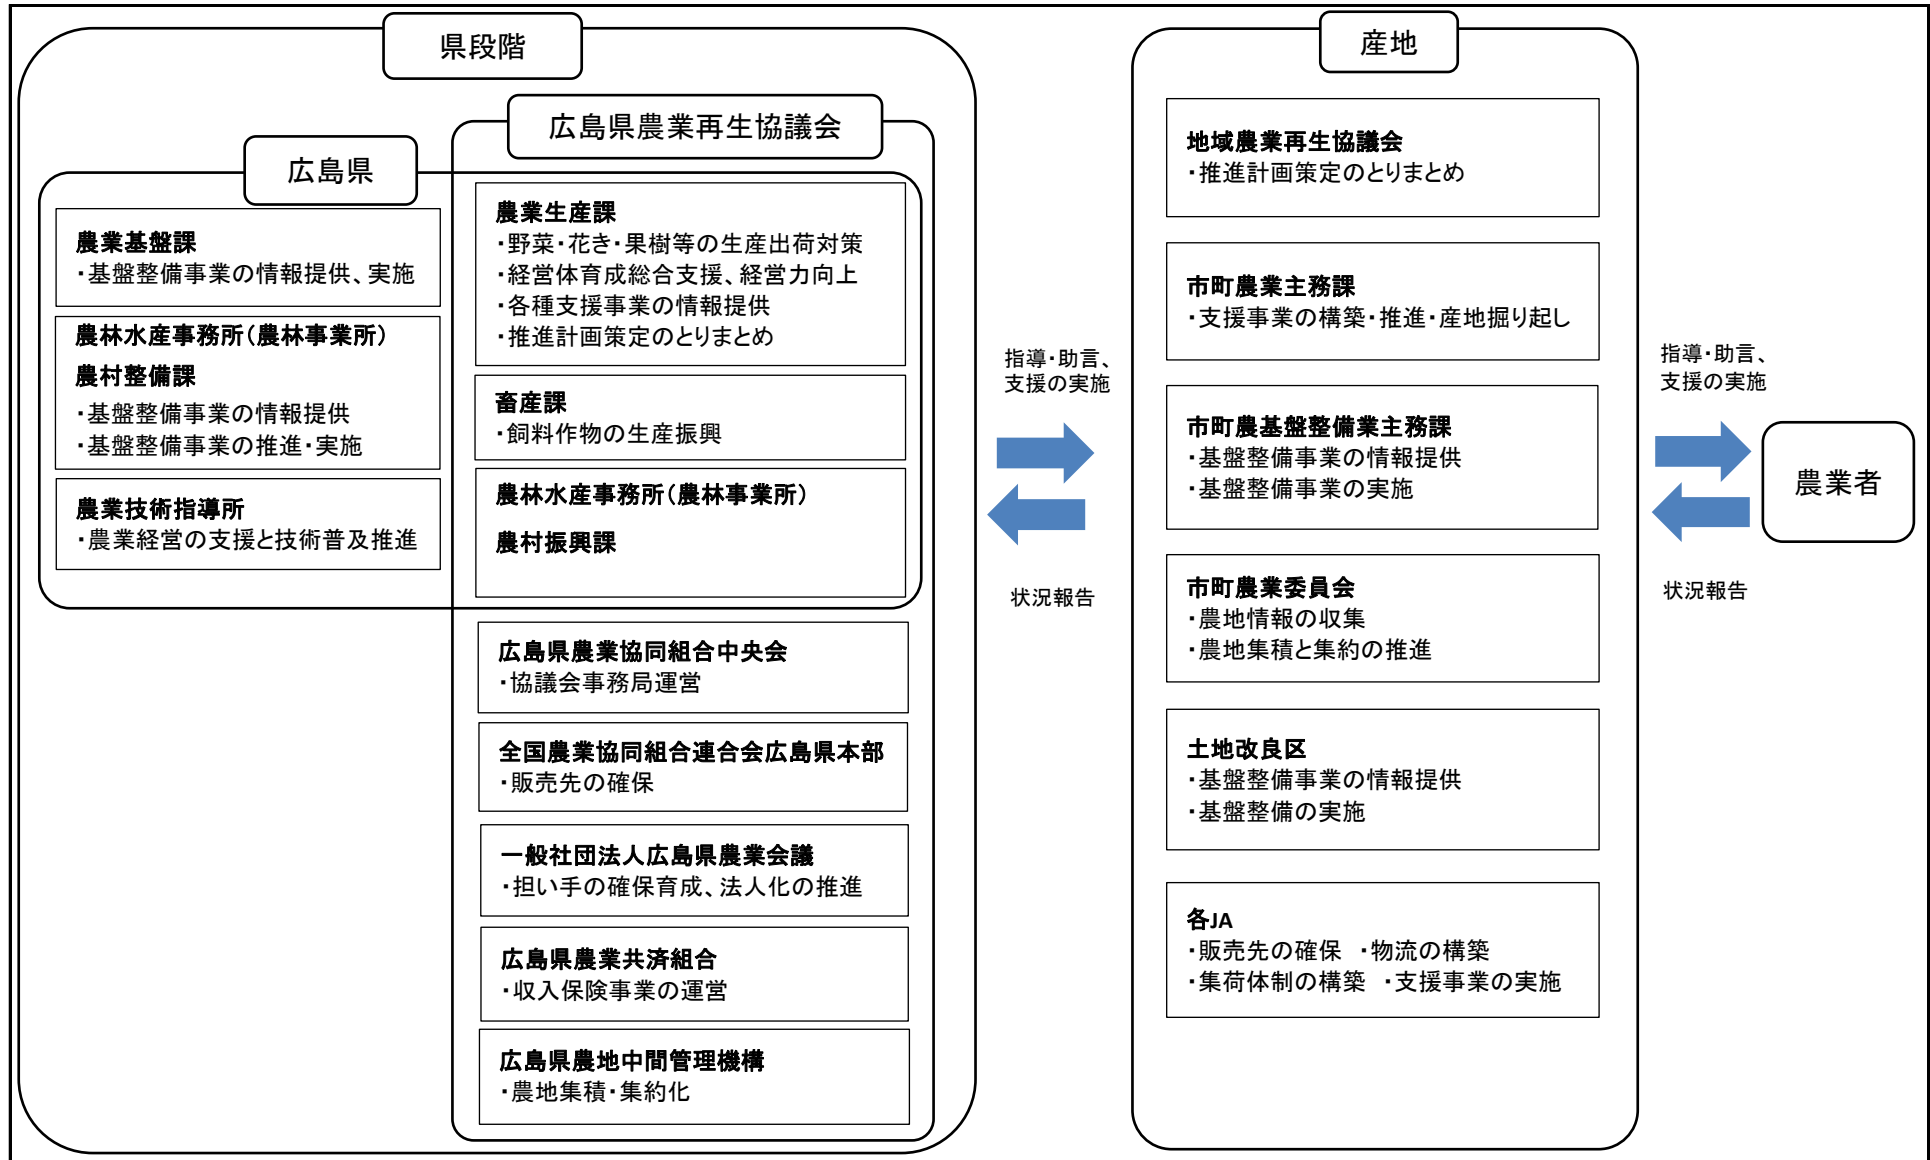 県段階
広島県
農業基盤課
・基盤整備事業の情報提供、実施
農林水産事務所(農林事業所)
農村整備課
・基盤整備事業の情報提供
・基盤整備事業の推進・実施
農業技術指導所
・農業経営の支援と技術普及推進
広島県農業再生協議会
農業生産課
・野菜・花き・果樹等の生産出荷対策
・経営体育成総合支援、経営力向上
・各種支援事業の情報提供
・推進計画策定のとりまとめ
畜産課
・飼料作物の生産振興
農林水産事務所(農林事業所)
農村振興課
広島県農業協同組合中央会
・協議会事務局運営
全国農業協同組合連合会広島県本部
・販売先の確保
一般社団法人広島県農業会議
・担い手の確保育成、法人化の推進
広島県農業共済組合
・収入保険事業の運営
広島県農地中間管理機構
・農地集積・集約化
指導・助言、
支援の実施
状況報告
産地
地域農業再生協議会
・推進計画策定のとりまとめ
市町農業主務課
・支援事業の構築・推進・産地掘り起し
市町農基盤整備業主務課
・基盤整備事業の情報提供
・基盤整備事業の実施
市町農業委員会
・農地情報の収集
・農地集積と集約の推進
土地改良区
・基盤整備事業の情報提供
・基盤整備の実施
各JA
・販売先の確保 ・物流の構築
・集荷体制の構築 ・支援事業の実施
指導・助言、
支援の実施
状況報告
農業者